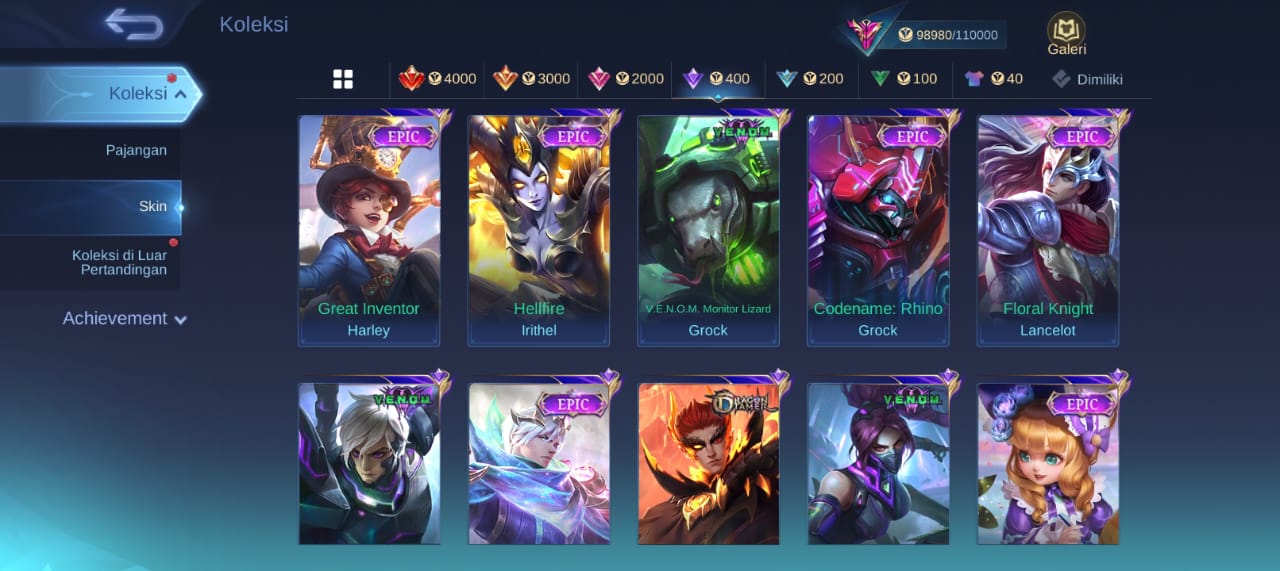 Koleksi
98980/110000
Galeri
4000
3000
2000
400
200
100
40
Dimiliki
Koleksi
Pajangan
Skin
Koleksi di Luar
Pertandingan
Achievement
EPIC
Great Inventor
Harley
EPIC
Hellfire
Irithel
V.E.N.O.M.
V.E.N.O.M. Monitor Lizard
Grock
EPIC
Codename: Rhino
Grock
EPIC
Floral Knight
Lancelot
V.E.N.O.M.
EPIC
DRAGON
TAMER
V.E.N.O.M.
EPIC